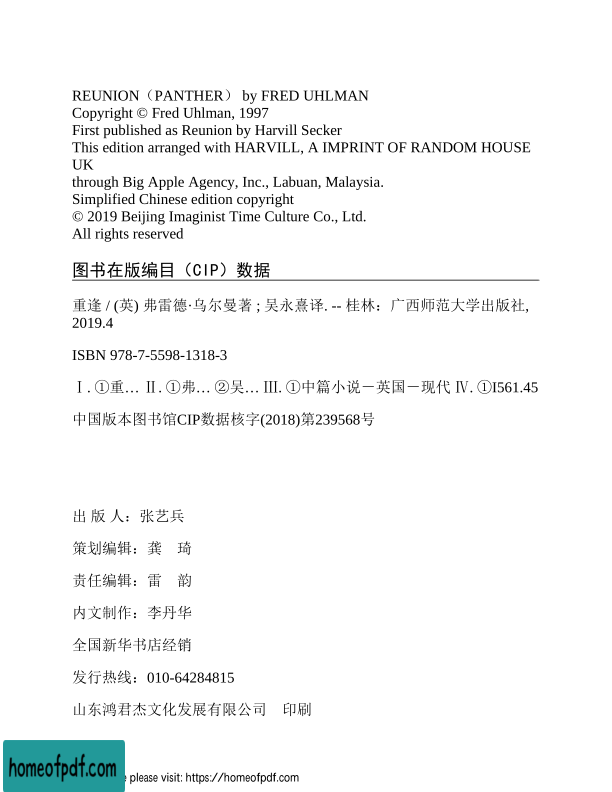 REUNION（PANTHER） by FRED UHLMAN
Copyright © Fred Uhlman, 1997
First published as Reunion by Harvill Secker
This edition arranged with HARVILL, A IMPRINT OF RANDOM HOUSE
UK
through Big Apple Agency, Inc., Labuan, Malaysia.
Simplified Chinese edition copyright
© 2019 Beijing Imaginist Time Culture Co., Ltd.
All rights reserved
图书在版编目（CIP）数据
重逢 / (英) 弗雷德·乌尔曼著 ; 吴永熹译. -- 桂林：广西师范大学出版社,
2019.4
ISBN 978-7-5598-1318-3
Ⅰ. ①重… Ⅱ. ①弗… ②吴… Ⅲ. ①中篇小说－英国－现代 Ⅳ. ①I561.45
中国版本图书馆CIP数据核字(2018)第239568号
出 版 人：张艺兵
策划编辑：龚　琦
责任编辑：雷　韵
内文制作：李丹华
全国新华书店经销
发行热线：010-64284815
山东鸿君杰文化发展有限公司　印刷
homeofpdf.com
please visit: https://homeofpdf.com